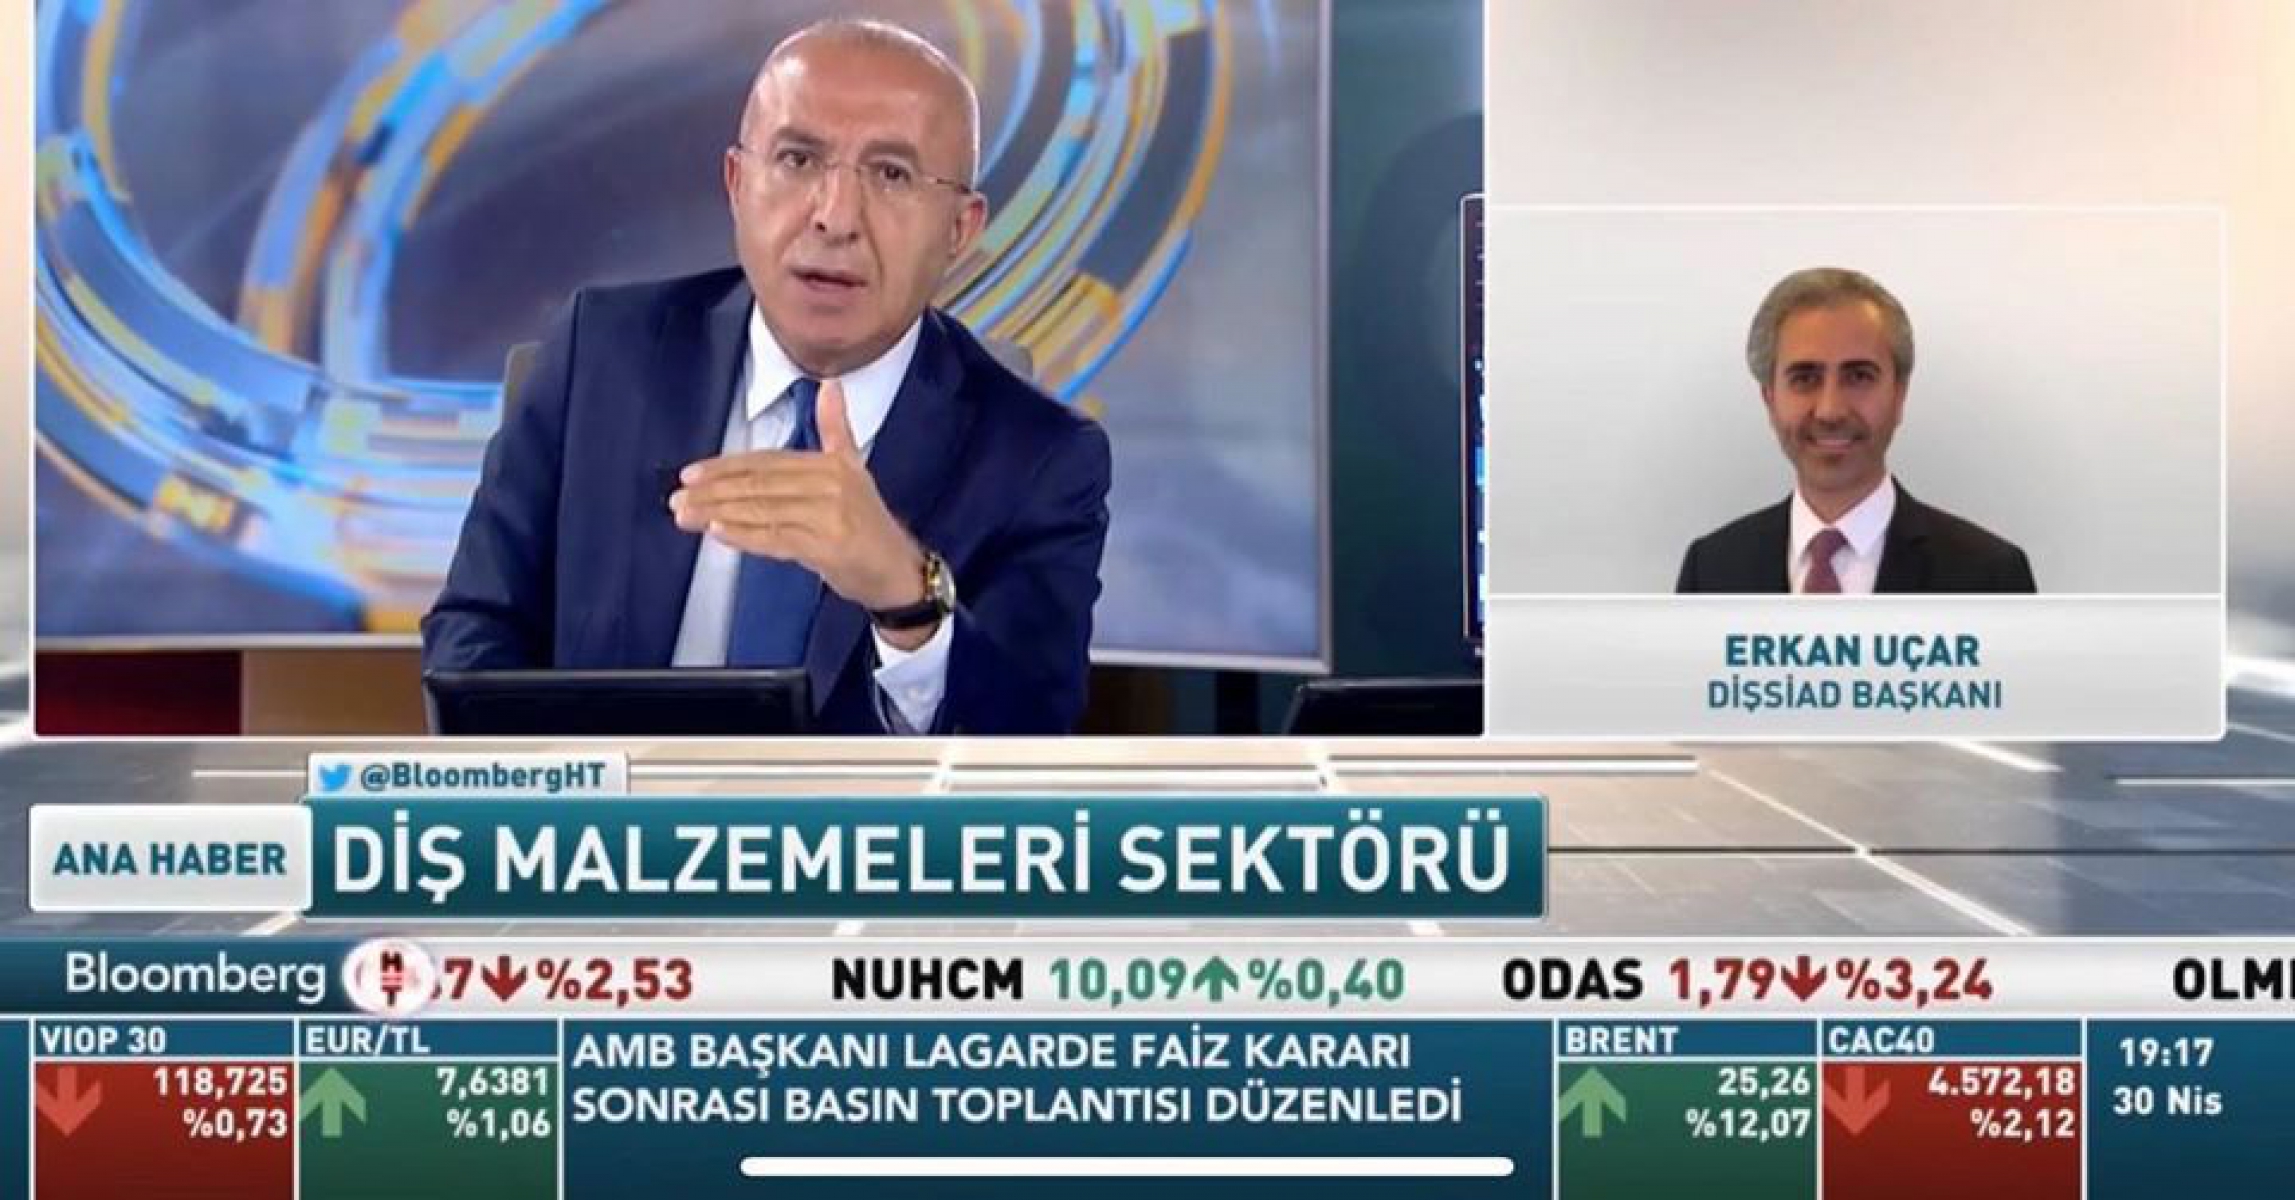 ERKAN UÇAR
DİŞSİAD BAŞKANI
@BloombergHT
ANA HABER
DİŞ MALZEMELERİ SEKTÖRÜ
Bloomberg HT 7 %2,53 NUHCM 10,09 %0,40 ODAS 1,79 %3,24
VIOP 30
118,725
%0,73
EUR/TL
7,6381
%1,06
AMB BAŞKANI LAGARDE FAİZ KARARI
SONRASI BASIN TOPLANTISI DÜZENLEDİ
BRENT
25,26
%12,07
CAC40
4.572,18
%2,12
19:17
30 Nis